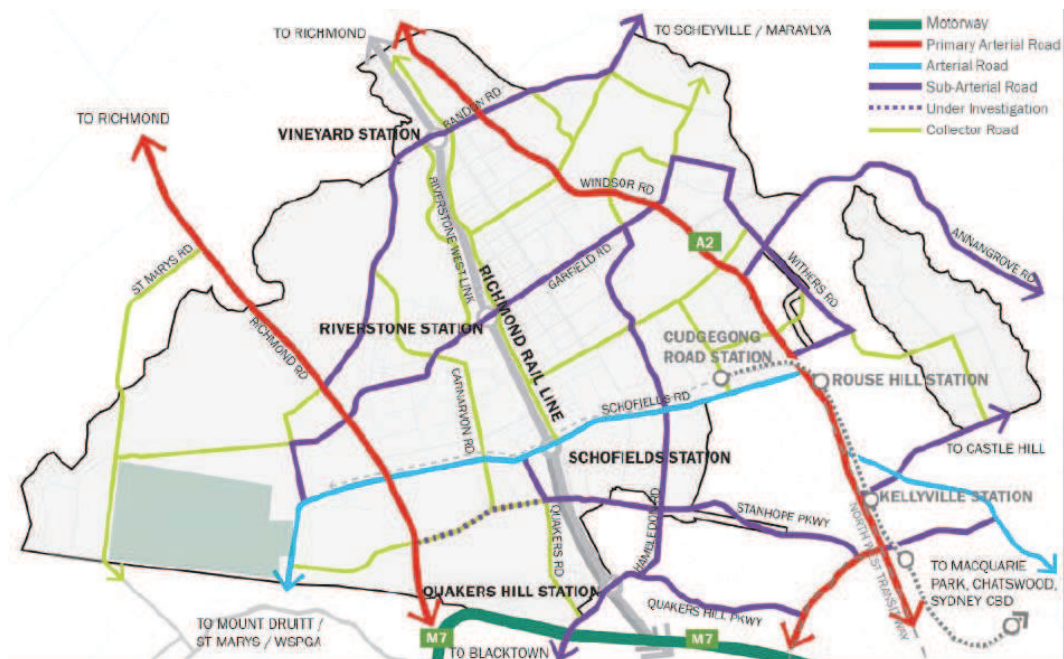 TO RICHMOND
TO SCHEYVILLE / MARAYLYA
Motorway
Primary Arterial Road
Arterial Road
Sub-Arterial Road
Under Investigation
Collector Road
TO RICHMOND
VINEYARD STATION
BANDON RD
WINDSOR RD
A2
ANNANGROVE RD
WITHERS RD
ST MARYS RD
RIVERSTONE WEST LINK
GARFIELD RD
RICHMOND RAIL LINE
RIVERSTONE STATION
RICHMOND RD
CUDGEGONG
ROAD STATION
ROUSE HILL STATION
CARNARVON RD
SCHOFIELDS RD
SCHOFIELDS STATION
TO CASTLE HILL
KELLYVILLE STATION
STANHOPE PKWY
HAMBLEDON RD
QUAKERS RD
NORTH WEST TRANSITWAY
QUAKERS HILL STATION
QUAKERS HILL PKWY
TO MACQUARIE
PARK, CHATSWOOD,
SYDNEY CBD
TO MOUNT DRUITT /
ST MARYS / WSPGA
M7
M7
TO BLACKTOWN